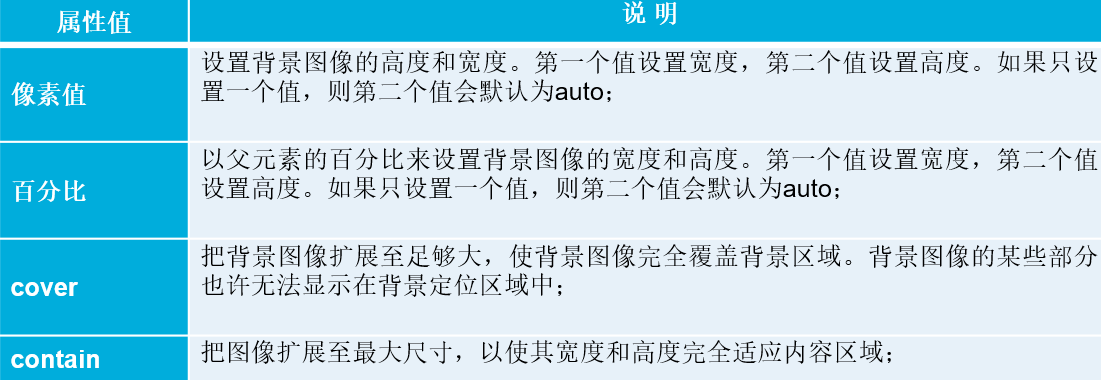 属性值
说 明
像素值
设置背景图像的高度和宽度。第一个值设置宽度，第二个值设置高度。如果只设
置一个值，则第二个值会默认为auto；
百分比
以父元素的百分比来设置背景图像的宽度和高度。第一个值设置宽度，第二个值
设置高度。如果只设置一个值，则第二个值会默认为auto；
cover
把背景图像扩展至足够大，使背景图像完全覆盖背景区域。背景图像的某些部分
也许无法显示在背景定位区域中；
contain
把图像扩展至最大尺寸，以使其宽度和高度完全适应内容区域；